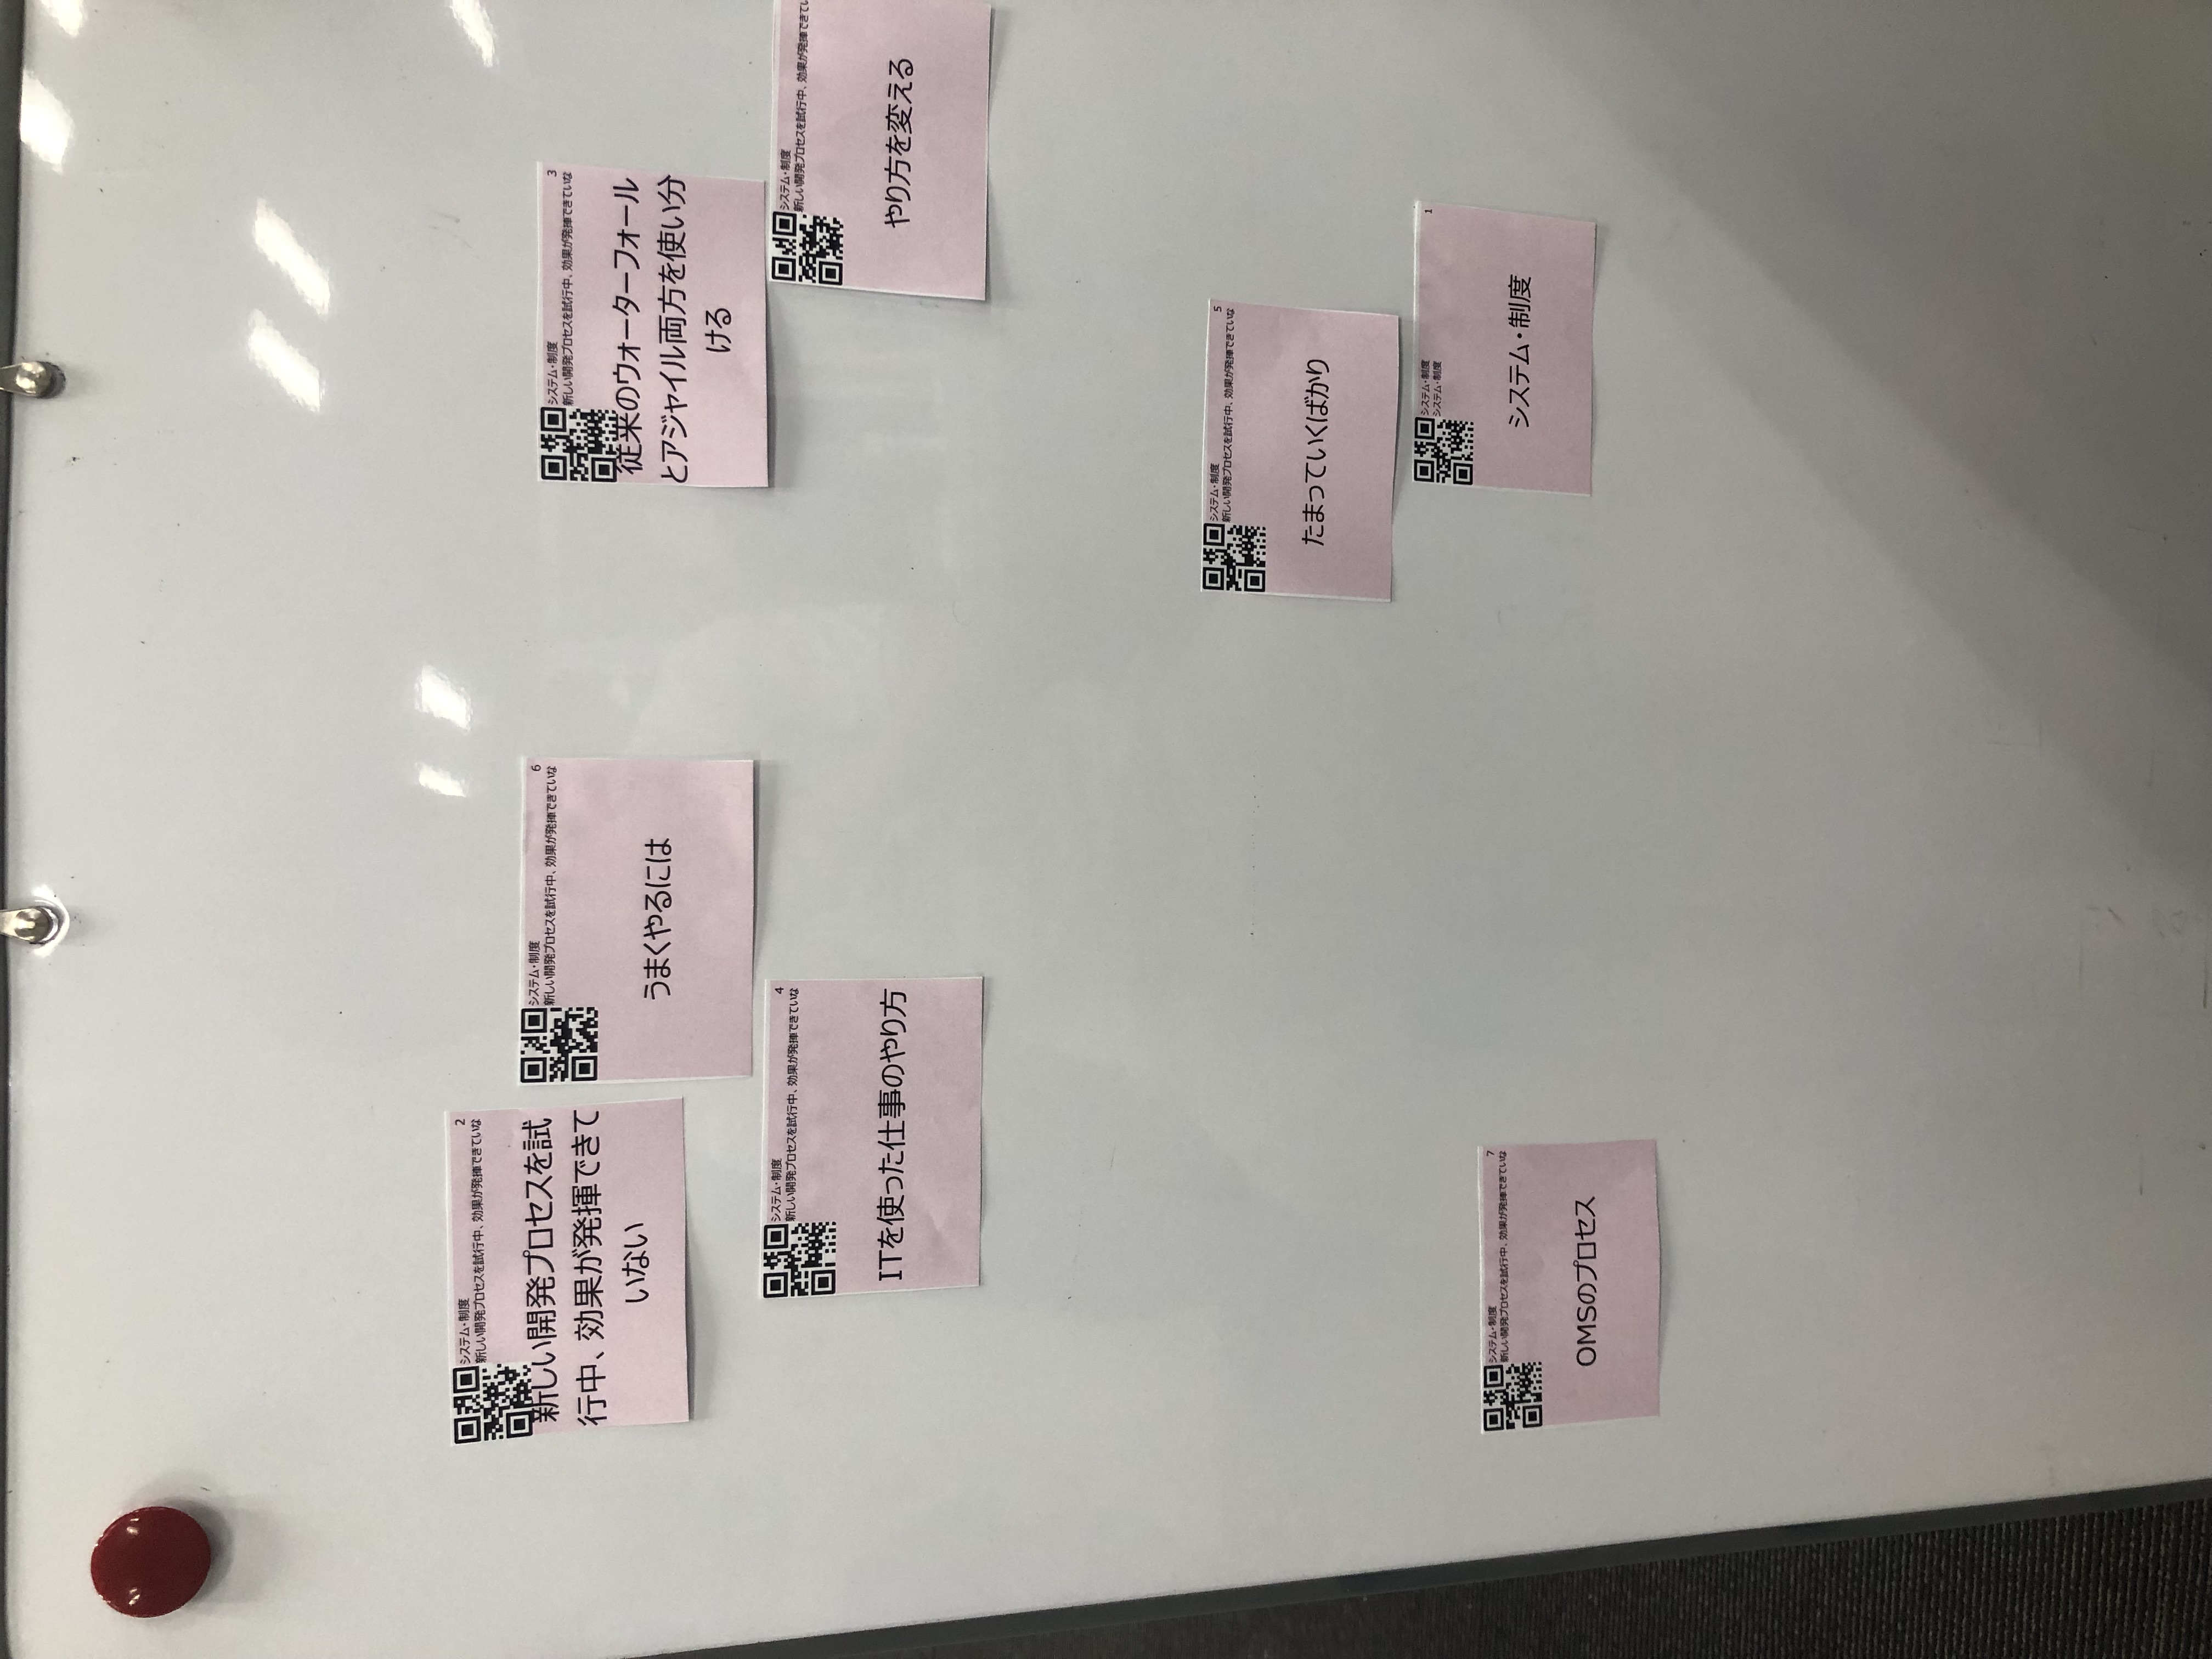 システム・制度 2
新しい開発プロセスを試行中、効果が発揮できていな
新しい開発プロセスを試
行中、効果が発揮できて
いない
システム・制度 6
新しい開発プロセスを試行中、効果が発揮できていな
うまくやるには
システム・制度 3
新しい開発プロセスを試行中、効果が発揮できていな
従来のウォーターフォール
とアジャイル両方を使い分
ける
システム・制度 4
新しい開発プロセスを試行中、効果が発揮できていな
ITを使った仕事のやり方
システム・制度
新しい開発プロセスを試行中、効果が発揮できてい
やり方を変える
システム・制度 5
新しい開発プロセスを試行中、効果が発揮できていな
たまっていくばかり
システム・制度 1
システム・制度
システム・制度
システム・制度 7
新しい開発プロセスを試行中、効果が発揮できていな
OMSのプロセス